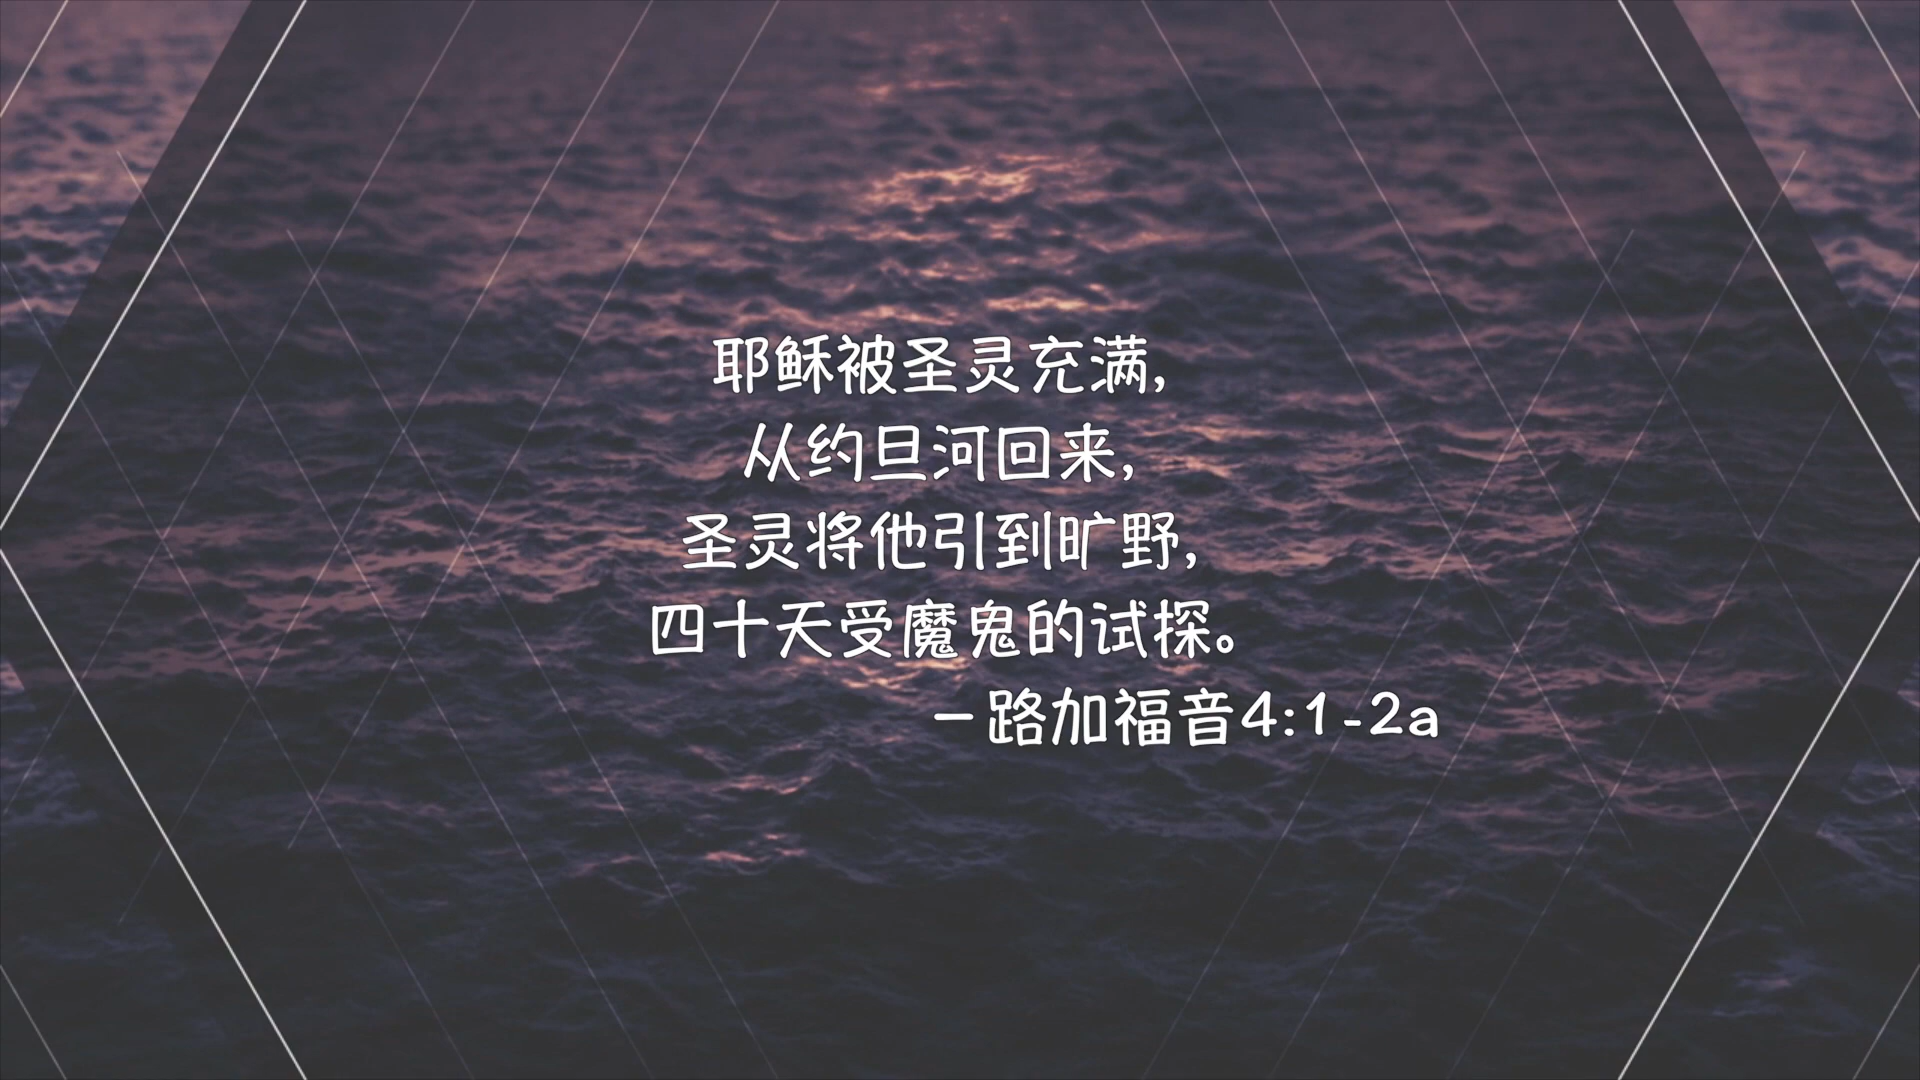 耶稣被圣灵充满,
从约旦河回来,
圣灵将他引到旷野,
四十天受魔鬼的试探。
－路加福音4:1-2a